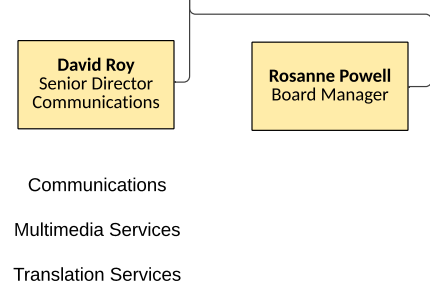 David Roy
Senior Director
Communications
Rosanne Powell
Board Manager
Communications
Multimedia Services
Translation Services